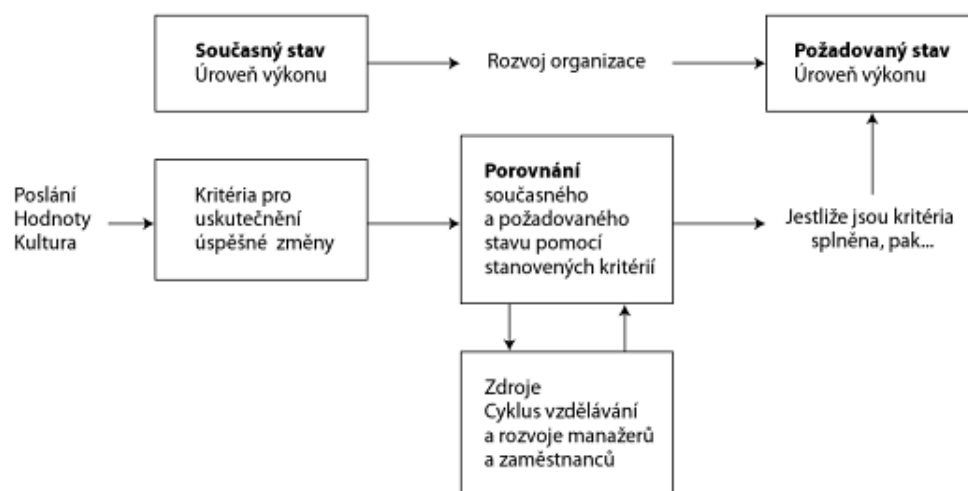 Současný stav
Úroveň výkonu
Rozvoj organizace
Požadovaný stav
Úroveň výkonu
Poslání
Hodnoty
Kultura
Kritéria pro
uskutečnění
úspěšné změny
Porovnání
současného
a požadovaného
stavu pomocí
stanovených kritérií
Jestliže jsou kritéria
splněna, pak...
Zdroje
Cyklus vzdělávání
a rozvoje manažerů
a zaměstnanců